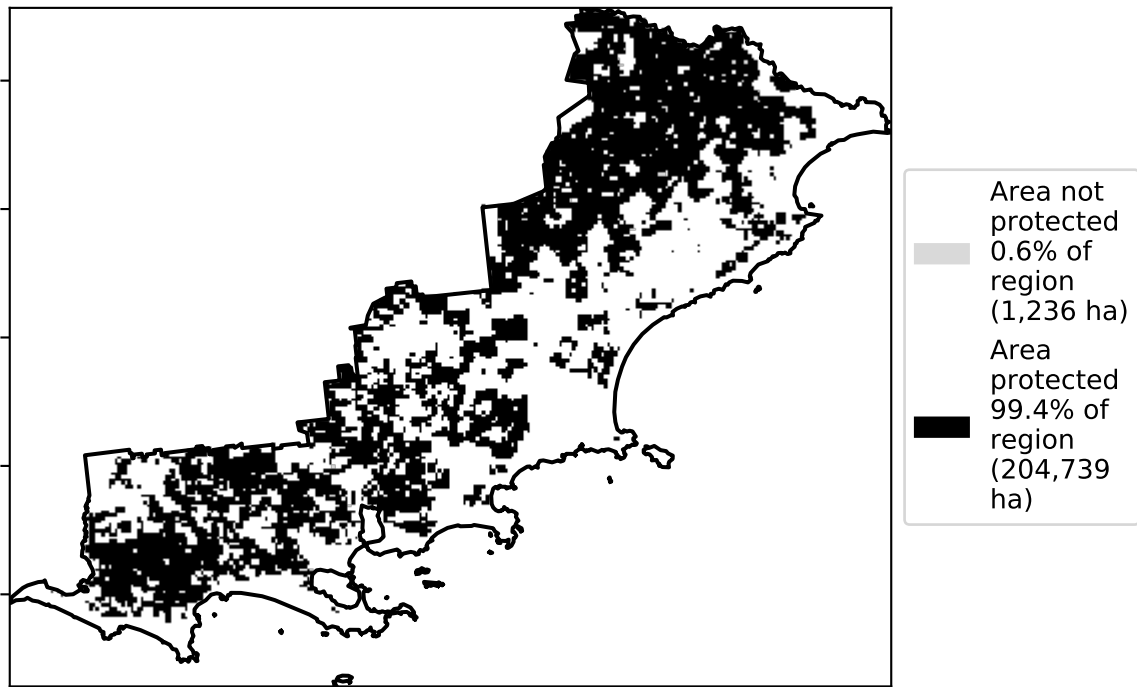 Area not
protected
0.6% of
region
(1,236 ha)
Area
protected
99.4% of
region
(204,739
ha)